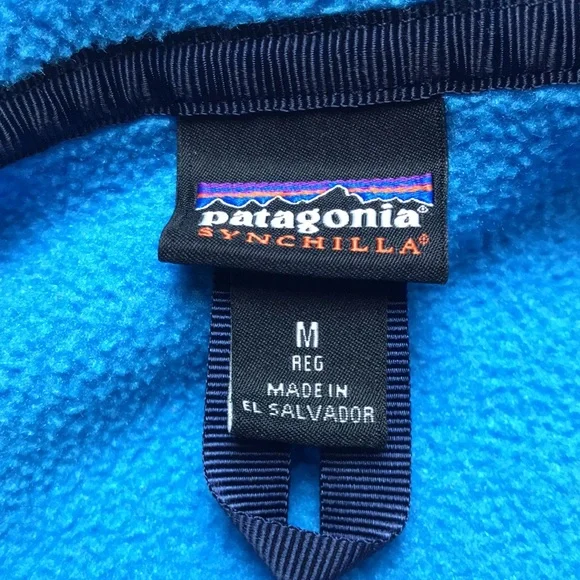 patagonia®
SYNCHILLA®
M
REG
MADE IN
EL SALVADOR